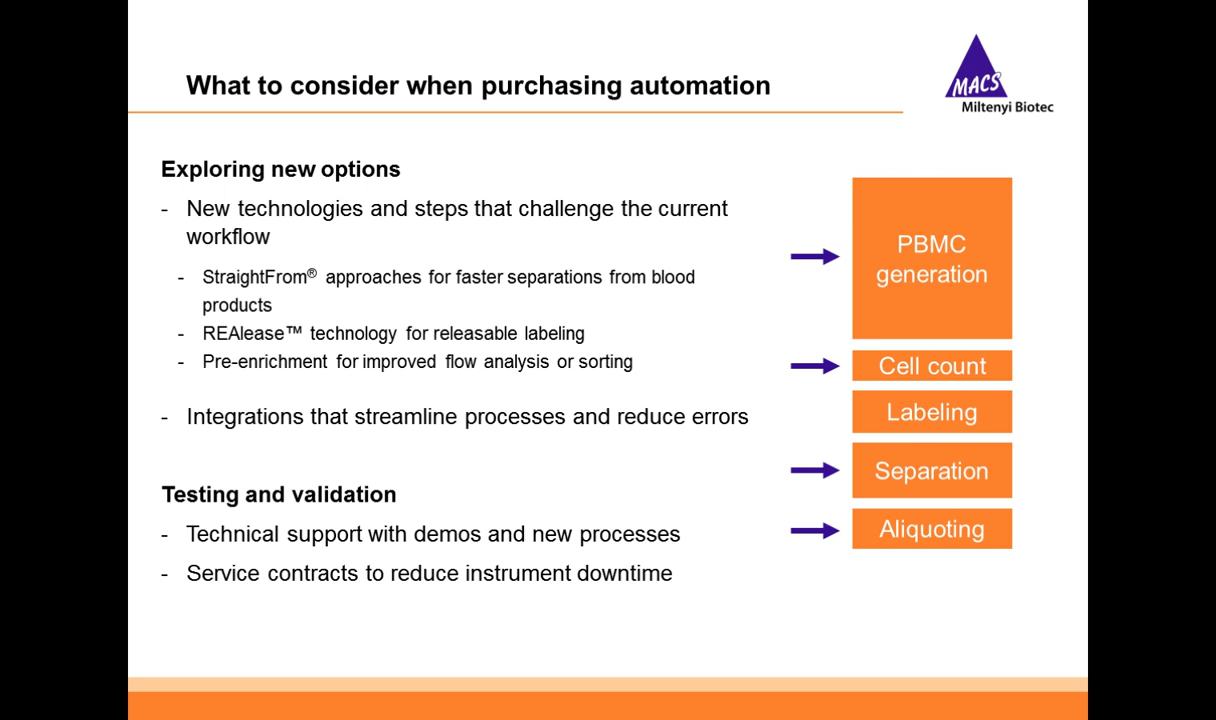 What to consider when purchasing automation
MACS
Miltenyi Biotec
Exploring new options
- New technologies and steps that challenge the current
workflow
- StraightFrom® approaches for faster separations from blood
products
- REAlease™ technology for releasable labeling
- Pre-enrichment for improved flow analysis or sorting
- Integrations that streamline processes and reduce errors
Testing and validation
- Technical support with demos and new processes
- Service contracts to reduce instrument downtime
PBMC
generation
Cell count
Labeling
Separation
Aliquoting